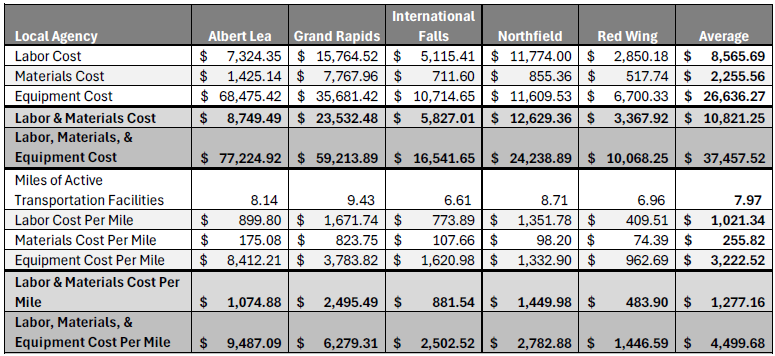 International
Local Agency Albert Lea Grand Rapids Falls Northfield Red Wing Average
Labor Cost $ 7,324.35 $ 15,764.52 $ 5,115.41 $ 11,774.00 $ 2,850.18 $ 8,565.69
Materials Cost $ 1,425.14 $ 7,767.96 $ 711.60 $ 855.36 $ 517.74 $ 2,255.56
Equipment Cost $ 68,475.42 $ 35,681.42 $ 10,714.65 $ 11,609.53 $ 6,700.33 $ 26,636.27
Labor & Materials Cost $ 8,749.49 $ 23,532.48 $ 5,827.01 $ 12,629.36 $ 3,367.92 $ 10,821.25
Labor, Materials, &
Equipment Cost $ 77,224.92 $ 59,213.89 $ 16,541.65 $ 24,238.89 $ 10,068.25 $ 37,457.52
Miles of Active
Transportation Facilities 8.14 9.43 6.61 8.71 6.96 7.97
Labor Cost Per Mile $ 899.80 $ 1,671.74 $ 773.89 $ 1,351.78 $ 409.51 $ 1,021.34
Materials Cost Per Mile $ 175.08 $ 823.75 $ 107.66 $ 98.20 $ 74.39 $ 255.82
Equipment Cost Per Mile $ 8,412.21 $ 3,783.82 $ 1,620.98 $ 1,332.90 $ 962.69 $ 3,222.52
Labor & Materials Cost Per
Mile $ 1,074.88 $ 2,495.49 $ 881.54 $ 1,449.98 $ 483.90 $ 1,277.16
Labor, Materials, &
Equipment Cost Per Mile $ 9,487.09 $ 6,279.31 $ 2,502.52 $ 2,782.88 $ 1,446.59 $ 4,499.68